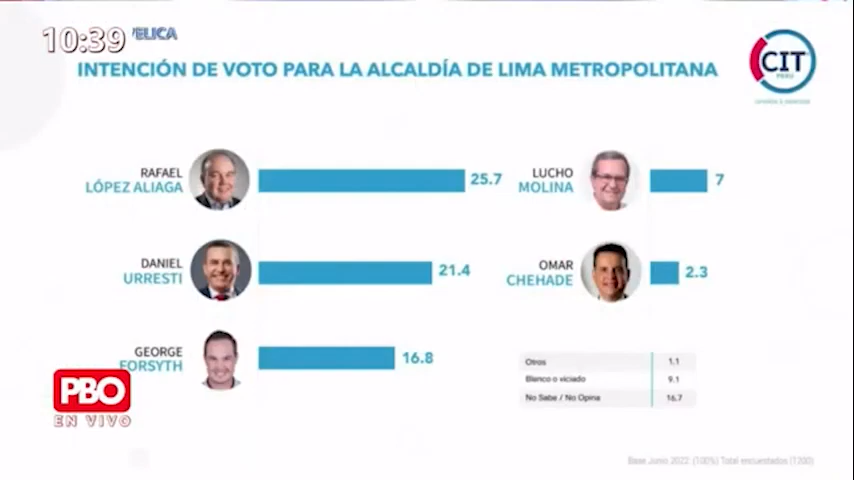 10:39
VELICA
INTENCIÓN DE VOTO PARA LA ALCALDÍA DE LIMA METROPOLITANA
CIT
PERU
RAFAEL
LÓPEZ ALIAGA
25.7
DANIEL
URRESTI
21.4
GEORGE
FORSYTH
16.8
LUCHO
MOLINA
7
OMAR
CHEHADE
2.3
Otros 1.1
Blanco o viciado 9.1
No Sabe / No Opina 16.7
PBO
EN VIVO
Base Junio 2022: (100%) Total encuestados (1200)